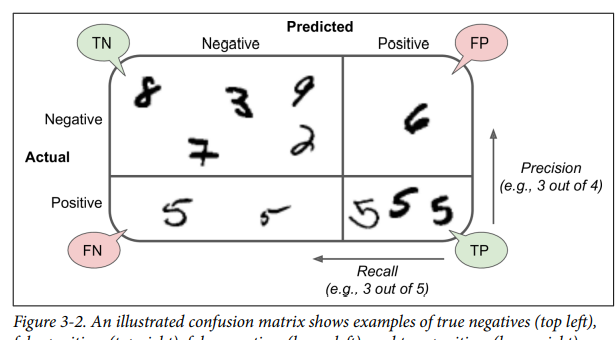 Predicted
TN Negative Positive FP
8 3 9 6
Negative
7 2
Actual
Precision
(e.g., 3 out of 4)
Positive 5 5 5 5 5
FN TP
Recall
(e.g., 3 out of 5)
Figure 3-2. An illustrated confusion matrix shows examples of true negatives (top left),